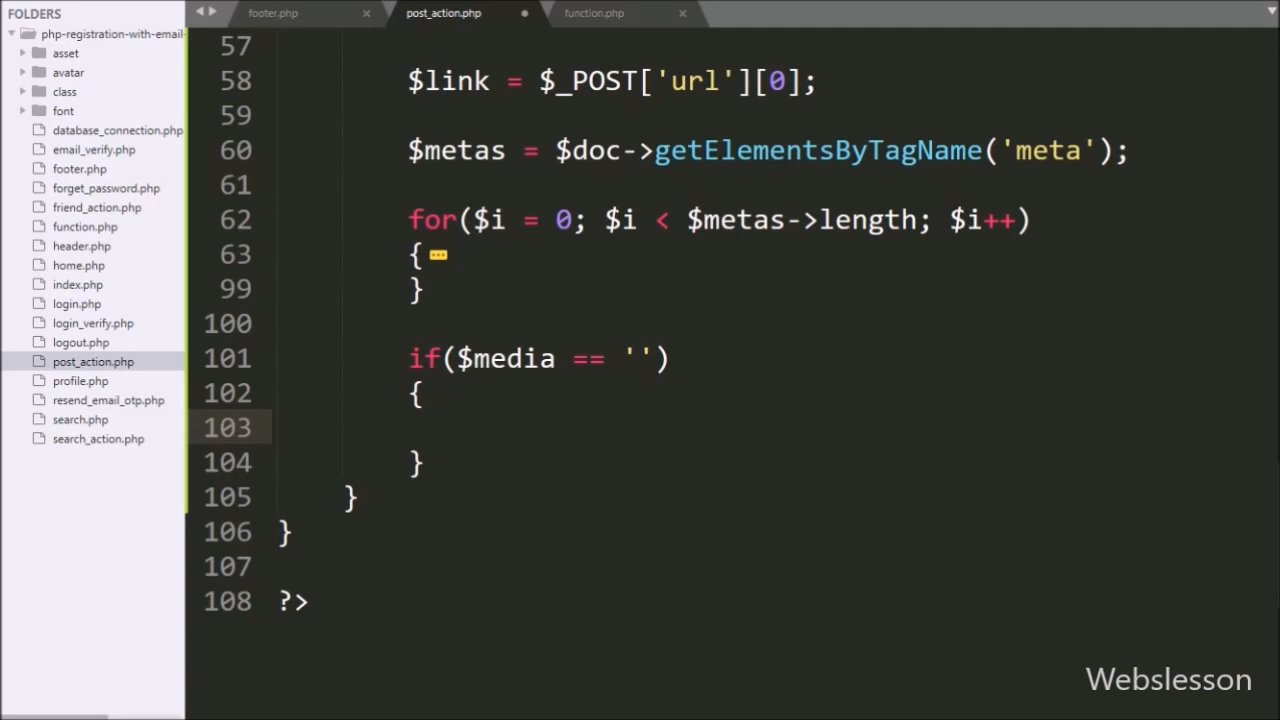 FOLDERS
php-registration-with-email-
asset
avatar
class
font
database_connection.php
email_verify.php
footer.php
forget_password.php
friend_action.php
function.php
header.php
home.php
index.php
login.php
login_verify.php
logout.php
post_action.php
profile.php
resend_email_otp.php
search.php
search_action.php
footer.php post_action.php function.php
57
58 $link = $_POST['url'][0];
59
60 $metas = $doc->getElementsByTagName('meta');
61
62 for($i = 0; $i < $metas->length; $i++)
63 {
99 }
100
101 if($media == '')
102 {
103
104 }
105 }
106 }
107
108 ?>
Webslesson